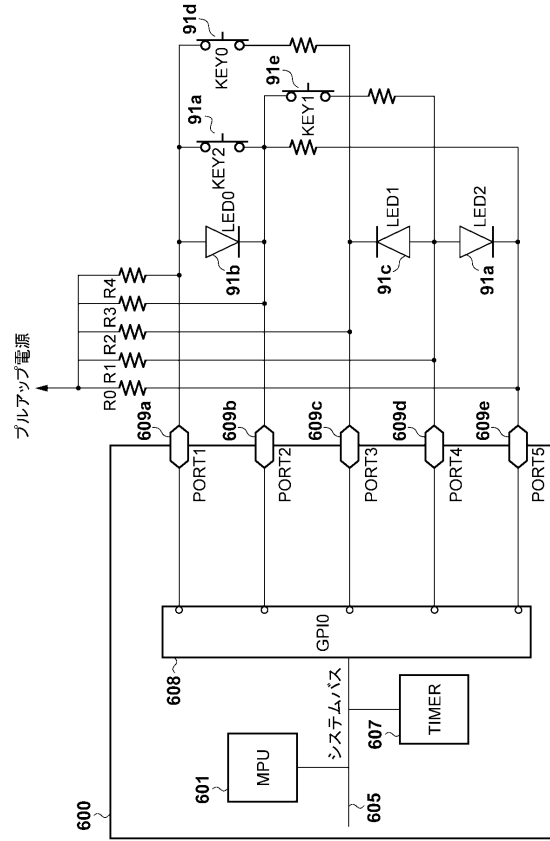 プルアップ電源
R0
R1
R2
R3
R4
609a
609b
609c
609d
609e
PORT1
PORT2
PORT3
PORT4
PORT5
91d
KEY0
91a
KEY2
91e
KEY1
LED0
91b
LED1
91c
LED2
91a
600
601
MPU
605
システムバス
607
TIMER
608
GPIO